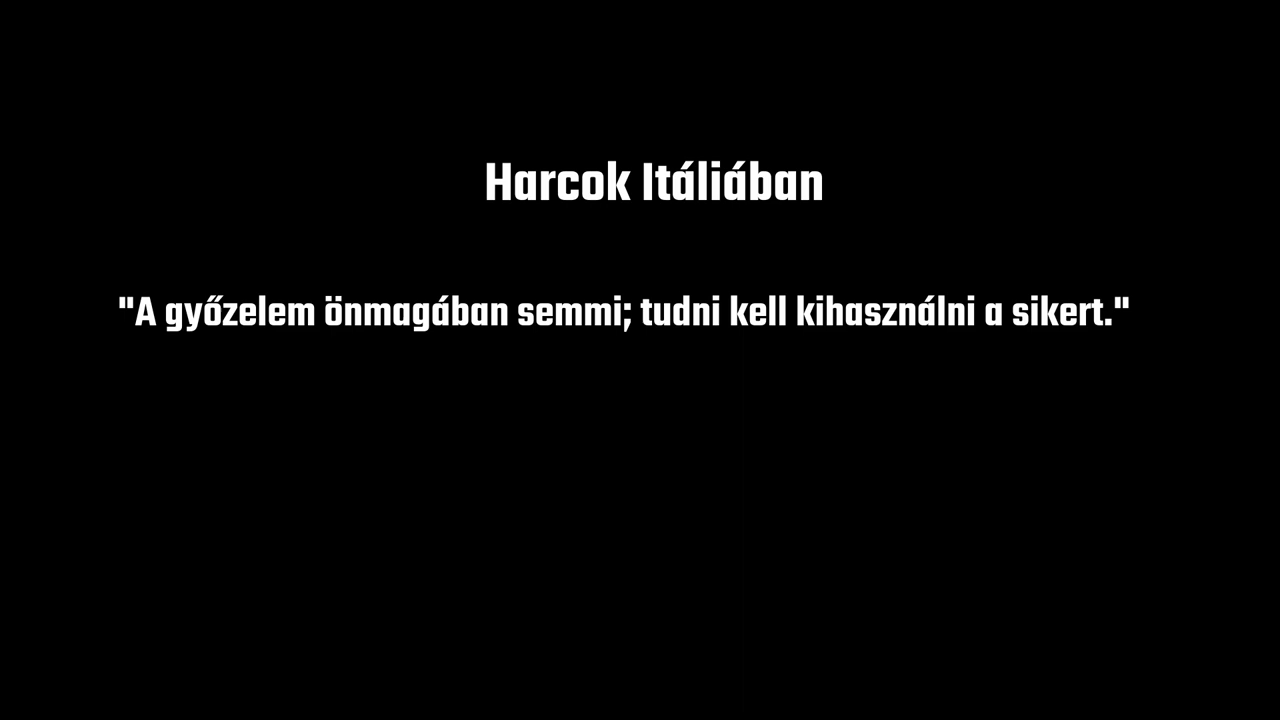 Harcok Itáliában
"A győzelem önmagában semmi; tudni kell kihasználni a sikert."